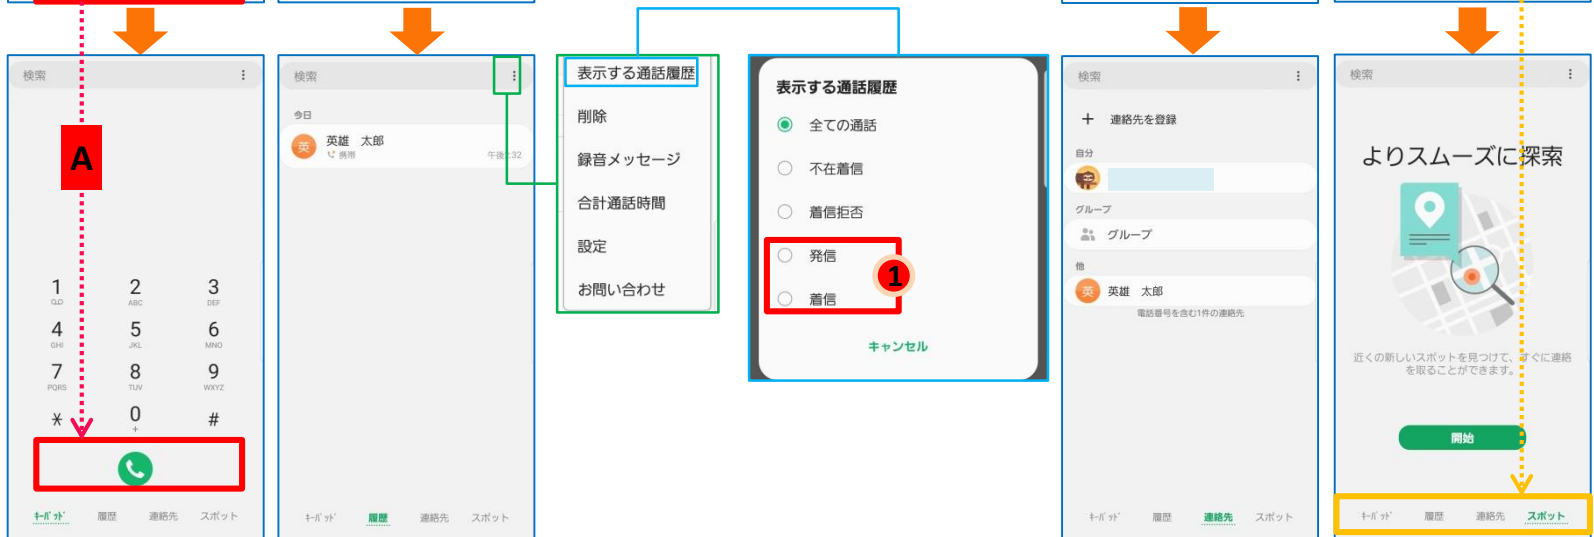 検索
A
1
2
ABC
3
DEF
4
GHI
5
JKL
6
MNO
7
PQRS
8
TUV
9
WXYZ
*
0
+
#
ｷｰﾊﾟｯﾄﾞ 履歴 連絡先 スポット
検索
今日
英
英雄 太郎
携帯
ｷｰﾊﾟｯﾄﾞ 履歴 連絡先 スポット
表示する通話履歴
削除
録音メッセージ
合計通話時間
設定
お問い合わせ
表示する通話履歴
全ての通話
不在着信
着信拒否
発信
着信
1
キャンセル
検索
+ 連絡先を登録
自分
グループ
グループ
他
英
英雄 太郎
電話番号を含む1件の連絡先
ｷｰﾊﾟｯﾄﾞ 履歴 連絡先 スポット
検索
よりスムーズに探索
近くの新しいスポットを見つけて、すぐに連絡
を取ることができます。
開始
ｷｰﾊﾟｯﾄﾞ 履歴 連絡先 スポット